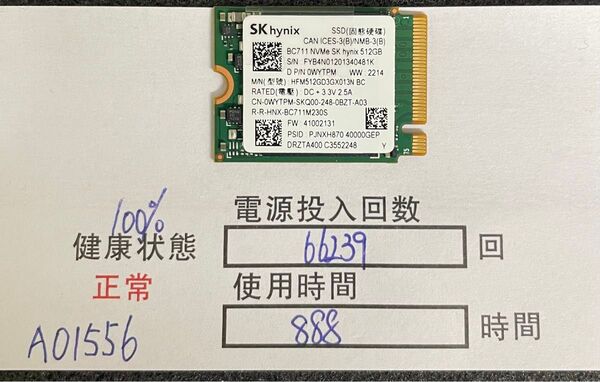 SK hynix
SSD(固態硬碟)
CAN ICES-3(B)/NMB-3(B)
BC711 NVMe SK hynix 512GB
S/N: FYB4N01201340481K
D P/N 0WYTPM WW : 2214
M/N(型號) : HFM512GD3GX013N BC
RATED(電壓) : DC + 3.3V 2.5A
CN-0WYTPM-SKQ00-248-0BZT-A03
R-R-HNX-BC711M230S
FW 41002131
PSID : PJNXH870 40000GEP
DRZTA400 C3552248 Y
100%
電源投入回数
健康状態
66239
回
正常
使用時間
888
時間
A01556